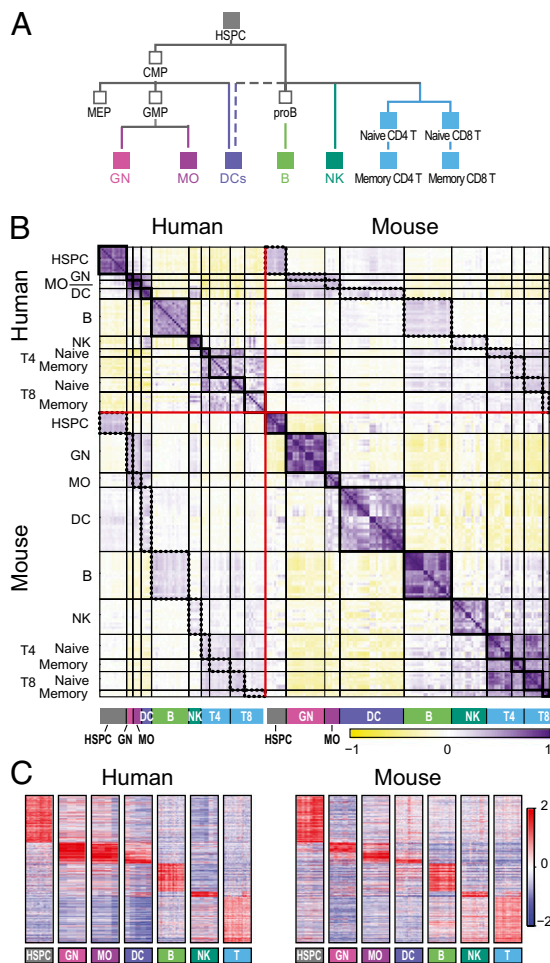 A
HSPC
CMP
MEP
GMP
proB
Naive CD4 T
Naive CD8 T
GN
MO
DCs
B
NK
Memory CD4 T
Memory CD8 T
B
Human
Mouse
Human
HSPC
MO GN
DC
B
NK
T4 Naive
Memory
T8 Naive
Memory
Mouse
HSPC
GN
MO
DC
B
NK
T4 Naive
Memory
T8 Naive
Memory
DC B NK T4 T8 GN DC B NK T4 T8
HSPC GN MO HSPC MO
−1 0 1
C
Human
Mouse
2
0
−2
HSPC GN MO DC B NK T HSPC GN MO DC B NK T